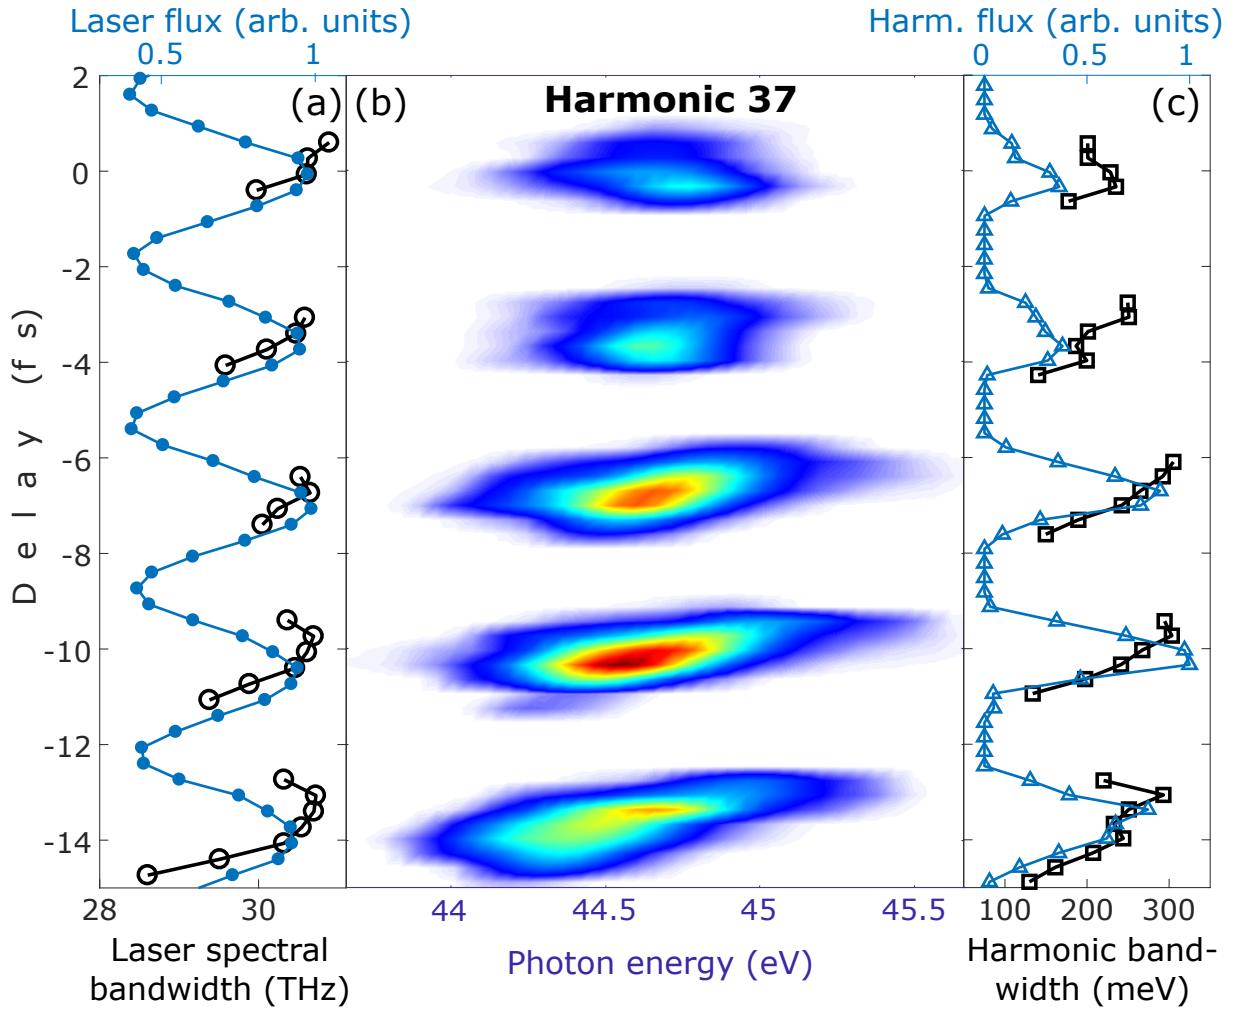 Laser flux (arb. units)
Harm. flux (arb. units)
0.5 1
0 0.5 1
(a) (b) Harmonic 37 (c)
2
0
-2
-4
-6
-8
-10
-12
-14
Delay (fs)
28 30
44 44.5 45 45.5
100 200 300
Laser spectral
bandwidth (THz)
Photon energy (eV)
Harmonic band-
width (meV)